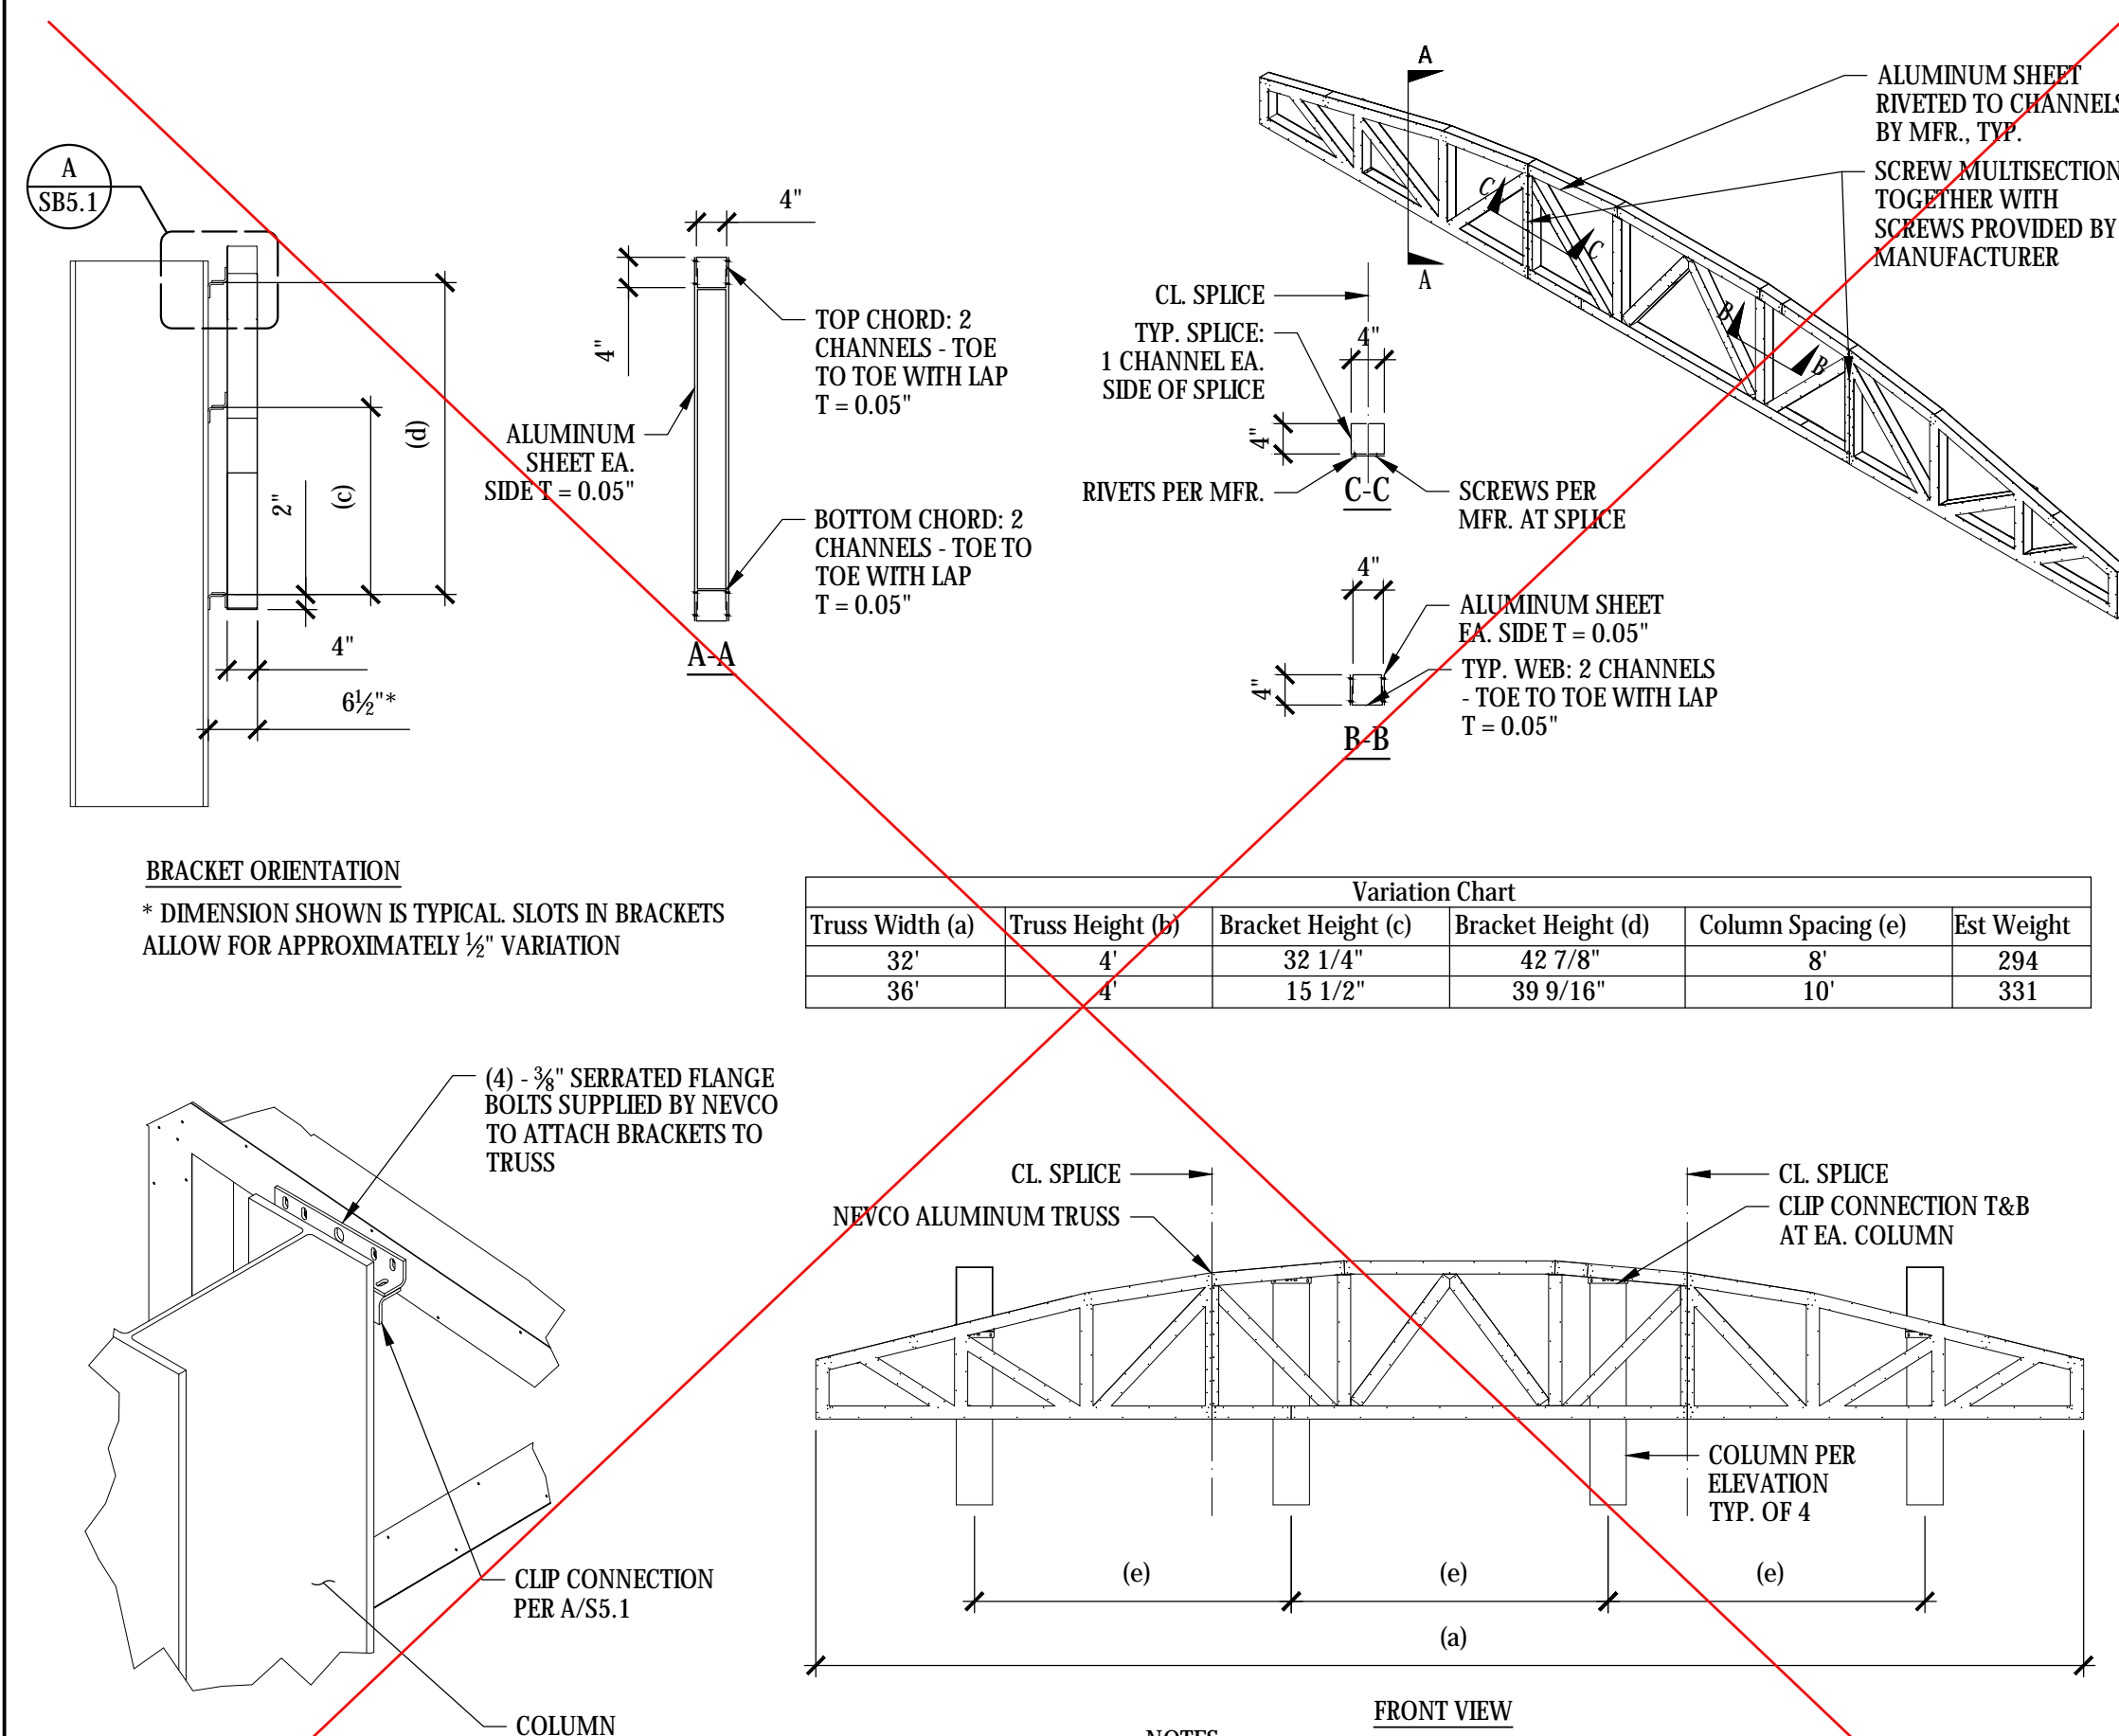 A
SB5.1
4"
4"
TOP CHORD: 2
CHANNELS - TOE
TO TOE WITH LAP
T = 0.05"
ALUMINUM
SHEET EA.
SIDE T = 0.05"
BOTTOM CHORD: 2
CHANNELS - TOE TO
TOE WITH LAP
T = 0.05"
A-A
(d)
(c)
2"
4"
6½"*
A
A
C
C
B
B
ALUMINUM SHEET
RIVETED TO CHANNELS
BY MFR., TYP.
SCREW MULTISECTION
TOGETHER WITH
SCREWS PROVIDED BY
MANUFACTURER
CL. SPLICE
TYP. SPLICE:
1 CHANNEL EA.
SIDE OF SPLICE
4"
4"
RIVETS PER MFR.
C-C
SCREWS PER
MFR. AT SPLICE
4"
4"
ALUMINUM SHEET
EA. SIDE T = 0.05"
TYP. WEB: 2 CHANNELS
- TOE TO TOE WITH LAP
T = 0.05"
B-B
BRACKET ORIENTATION
* DIMENSION SHOWN IS TYPICAL. SLOTS IN BRACKETS
ALLOW FOR APPROXIMATELY ½" VARIATION
Variation Chart
Truss Width (a) Truss Height (b) Bracket Height (c) Bracket Height (d) Column Spacing (e) Est Weight
32' 4' 32 1/4" 42 7/8" 8' 294
36' 4' 15 1/2" 39 9/16" 10' 331
(4) - ⅜" SERRATED FLANGE
BOLTS SUPPLIED BY NEVCO
TO ATTACH BRACKETS TO
TRUSS
CLIP CONNECTION
PER A/S5.1
COLUMN
CL. SPLICE
NEVCO ALUMINUM TRUSS
CL. SPLICE
CLIP CONNECTION T&B
AT EA. COLUMN
COLUMN PER
ELEVATION
TYP. OF 4
(e)
(e)
(e)
(a)
FRONT VIEW
NOTES